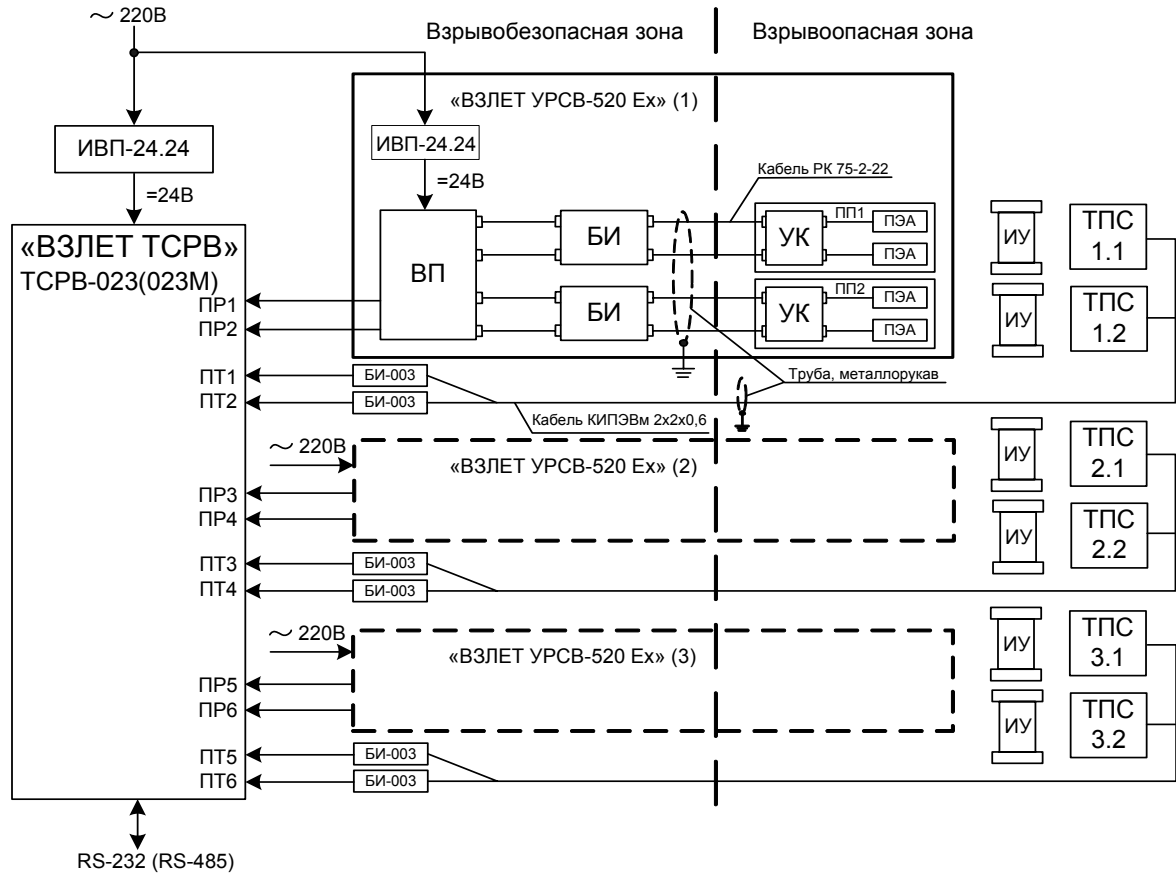 ～ 220В
Взрывобезопасная зона
Взрывоопасная зона
«ВЗЛЕТ УРСВ-520 Ex» (1)
ИВП-24.24
ИВП-24.24
=24В
=24В
Кабель РК 75-2-22
«ВЗЛЕТ ТСРВ»
ТСРВ-023(023М)
ВП
БИ
УК
ПП1
ПЭА
ПЭА
БИ
УК
ПП2
ПЭА
ПЭА
ИУ
ТПС
1.1
ИУ
ТПС
1.2
ПР1
ПР2
Труба, металлорукав
ПТ1
БИ-003
ПТ2
БИ-003
Кабель КИПЭВм 2х2х0,6
～ 220В
«ВЗЛЕТ УРСВ-520 Ex» (2)
ИУ
ТПС
2.1
ПР3
ПР4
ИУ
ТПС
2.2
ПТ3
БИ-003
ПТ4
БИ-003
～ 220В
«ВЗЛЕТ УРСВ-520 Ex» (3)
ИУ
ТПС
3.1
ПР5
ПР6
ИУ
ТПС
3.2
ПТ5
БИ-003
ПТ6
БИ-003
RS-232 (RS-485)